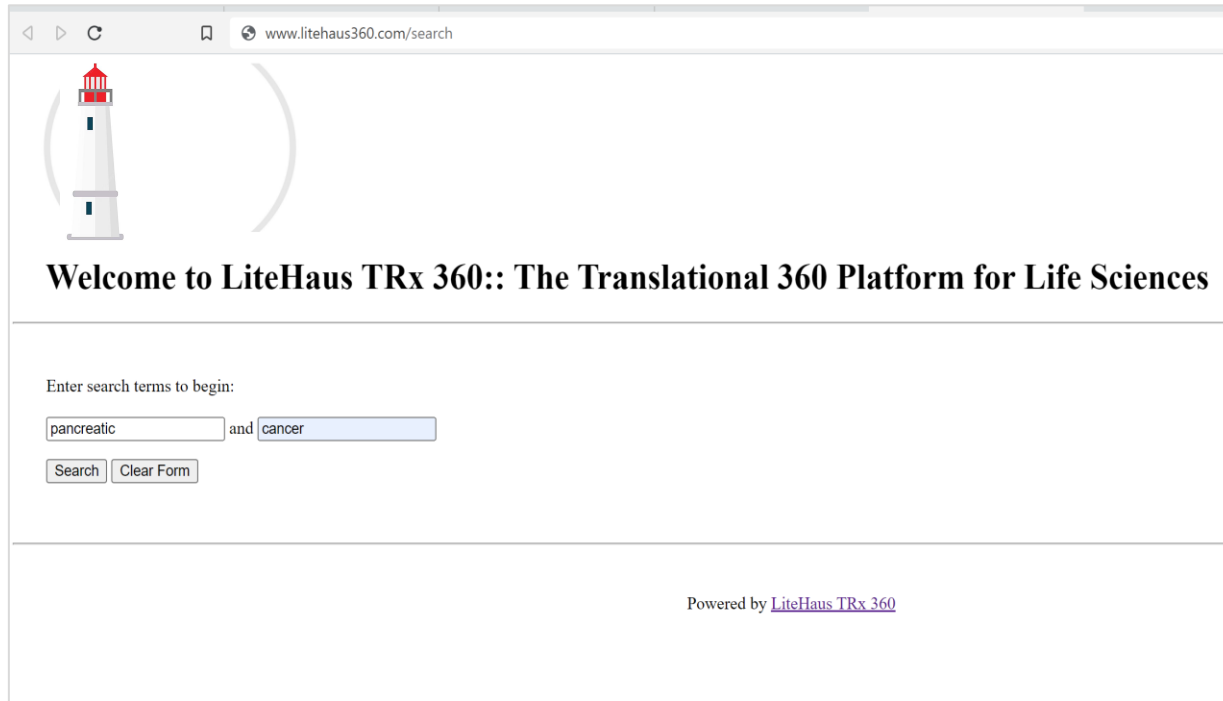 www.litehaus360.com/search
Welcome to LiteHaus TRx 360:: The Translational 360 Platform for Life Sciences
Enter search terms to begin:
pancreatic and cancer
Search Clear Form
Powered by LiteHaus TRx 360